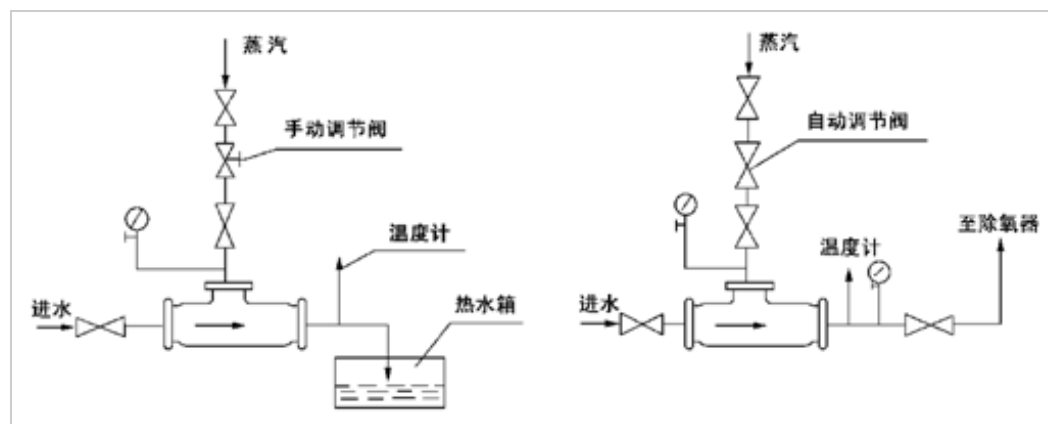 蒸汽
手动调节阀
温度计
进水
热水箱
蒸汽
自动调节阀
至除氧器
温度计
进水